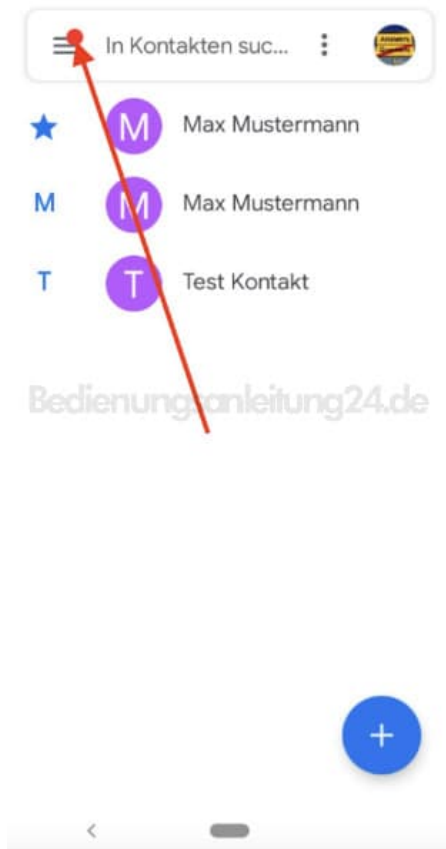 In Kontakten suc...
M Max Mustermann
M M Max Mustermann
T T Test Kontakt
Bedienungsanleitung24.de